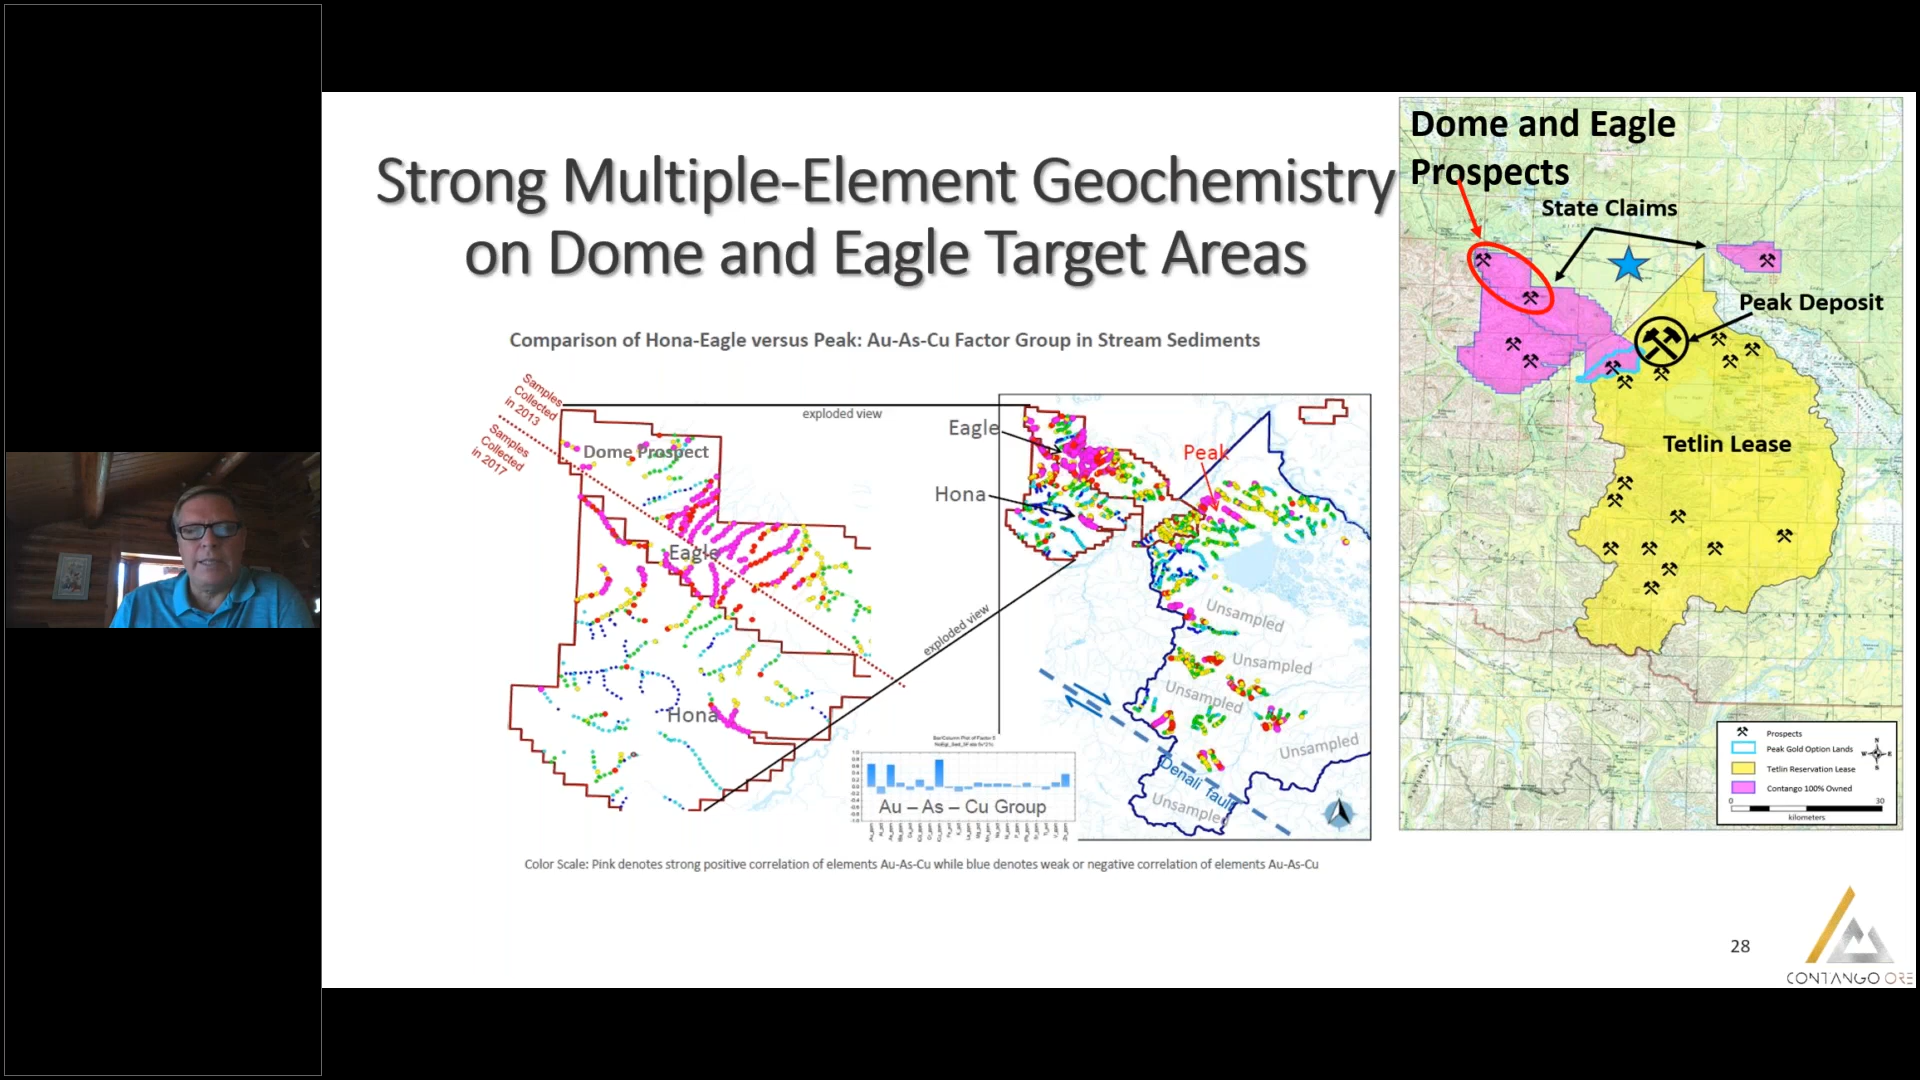 Strong Multiple-Element Geochemistry
on Dome and Eagle Target Areas
Comparison of Hona-Eagle versus Peak: Au-As-Cu Factor Group in Stream Sediments
Samples
Collected
in 2013
Samples
Collected
in 2017
exploded view
Dome Prospect
Eagle
Hona
exploded view
Eagle
Hona
Peak
Unsampled
Unsampled
Unsampled
Unsampled
Denali fault
Unsampled
N
Au – As – Cu Group
Color Scale: Pink denotes strong positive correlation of elements Au-As-Cu while blue denotes weak or negative correlation of elements Au-As-Cu
Dome and Eagle
Prospects
State Claims
Peak Deposit
Tetlin Lease
Prospects
Peak Gold Option Lands
Tetlin Reservation Lease
Contango 100% Owned
0 30
kilometers
28
CONTANGO ORE